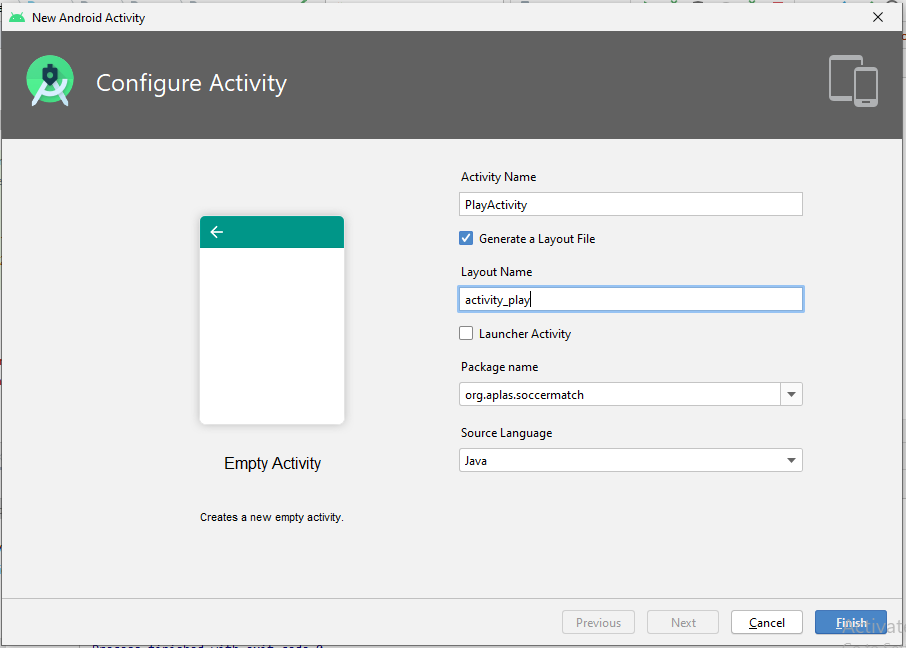 New Android Activity
Configure Activity
Activity Name
PlayActivity
Generate a Layout File
Layout Name
activity_play
Launcher Activity
Package name
org.aplas.soccermatch
Source Language
Java
Empty Activity
Creates a new empty activity.
Previous
Next
Cancel
Finish
Activat